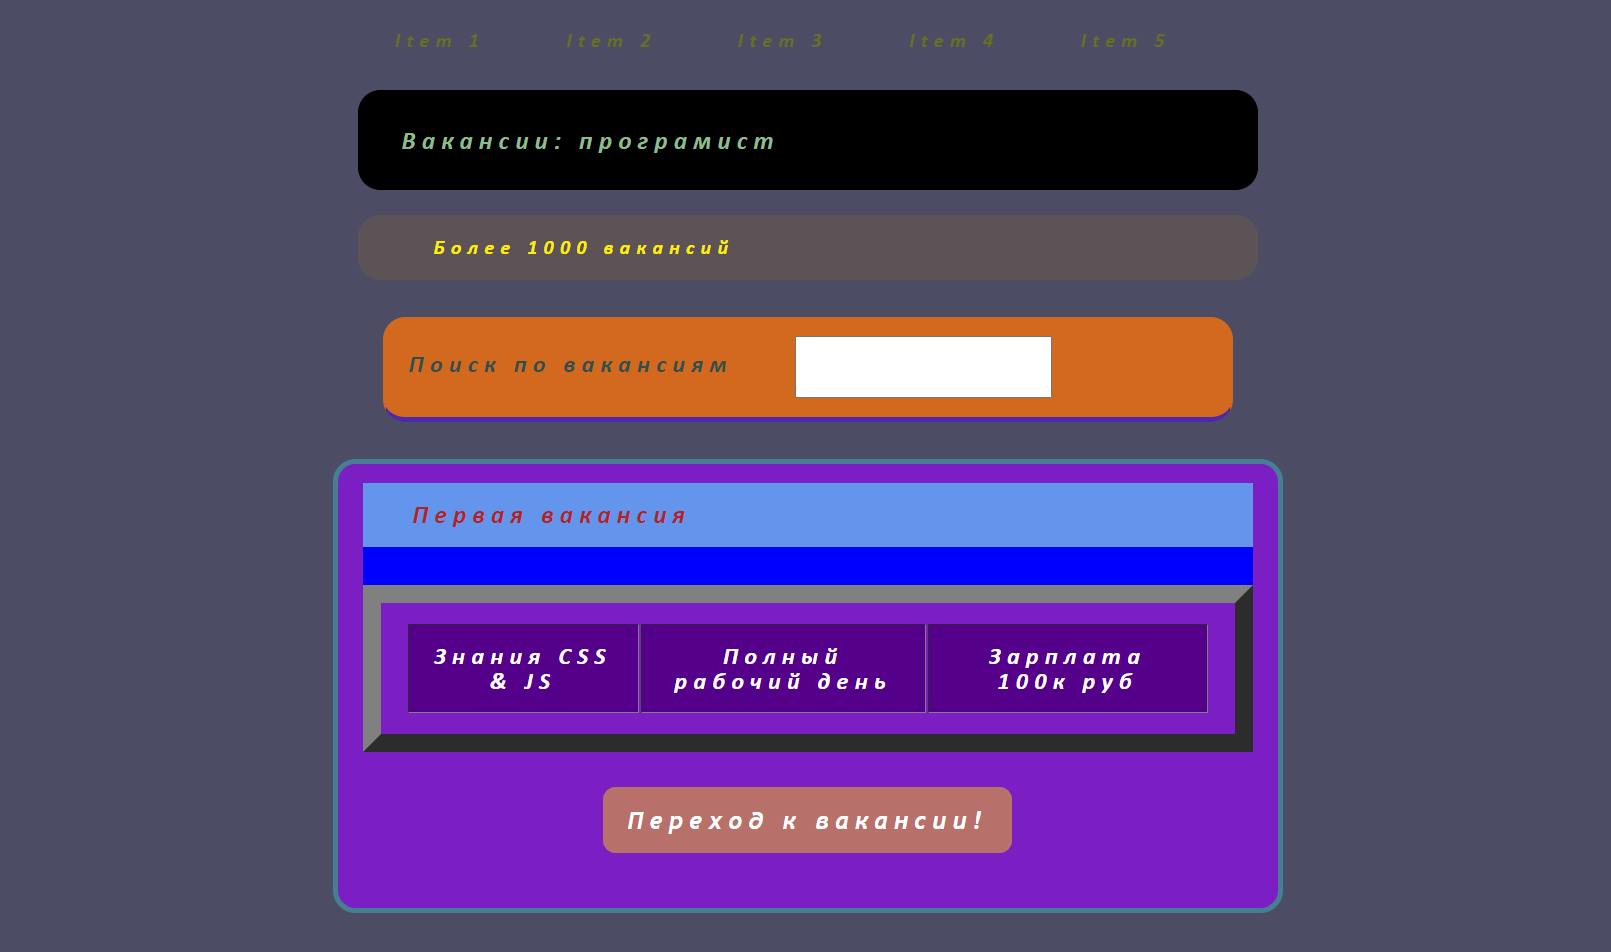 Item 1 Item 2 Item 3 Item 4 Item 5
Вакансии: програмист
Более 1000 вакансий
Поиск по вакансиям
Первая вакансия
Знания CSS
& JS
Полный
рабочий день
Зарплата
100к руб
Переход к вакансии!